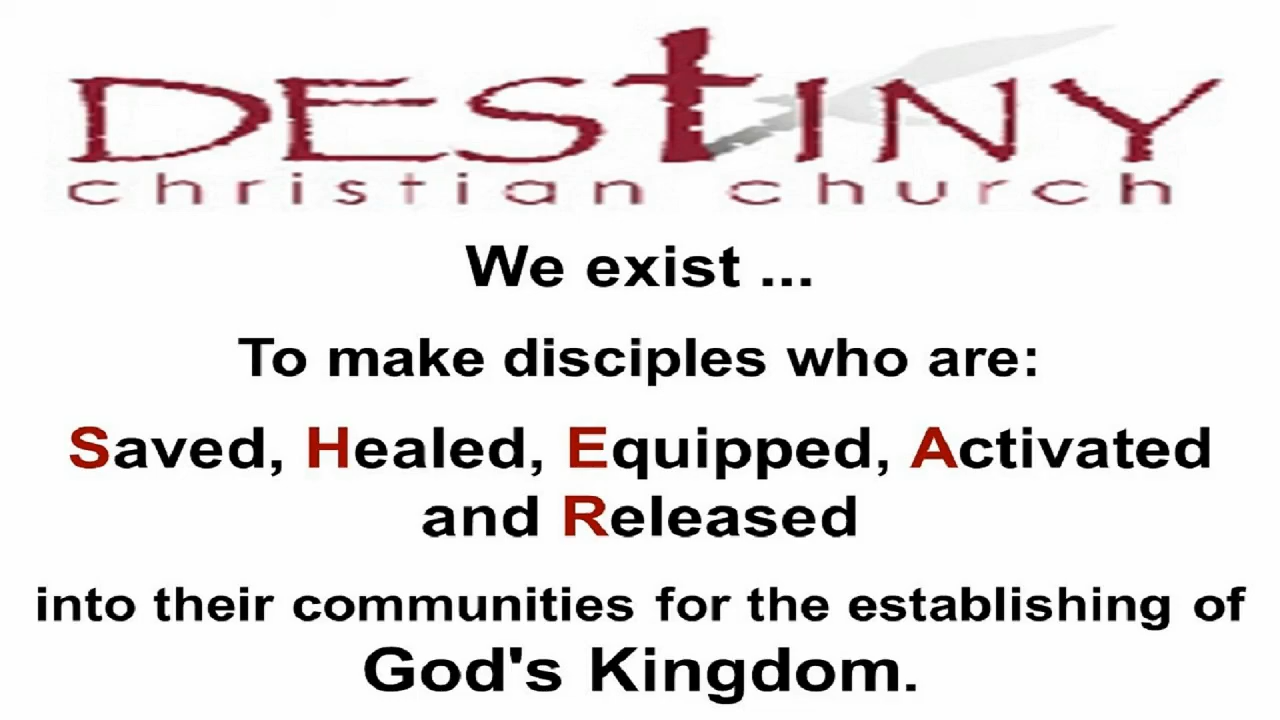 DEStINY
christian church
We exist ...
To make disciples who are:
Saved, Healed, Equipped, Activated
and Released
into their communities for the establishing of
God's Kingdom.